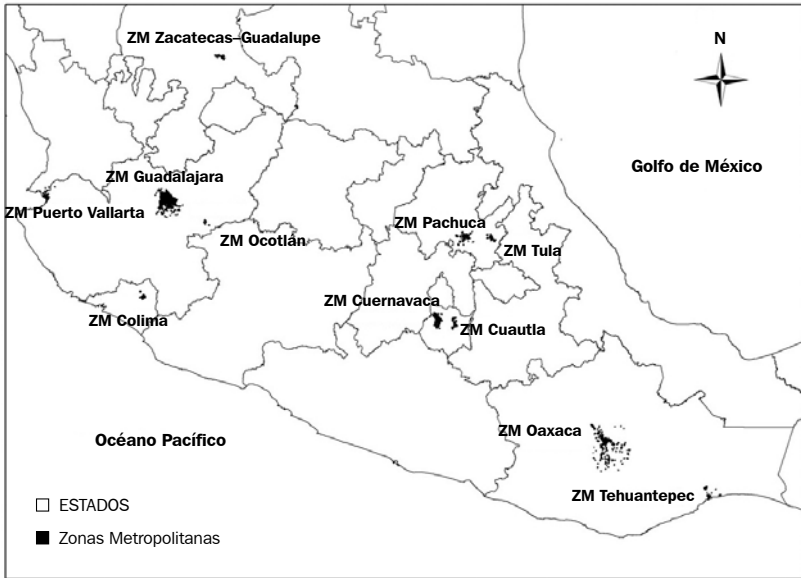 ZM Zacatecas–Guadalupe
N
Golfo de México
ZM Guadalajara
ZM Puerto Vallarta
ZM Pachuca
ZM Ocotlán
ZM Tula
ZM Cuernavaca
ZM Colima
ZM Cuautla
ZM Oaxaca
Océano Pacífico
ZM Tehuantepec
ESTADOS
Zonas Metropolitanas